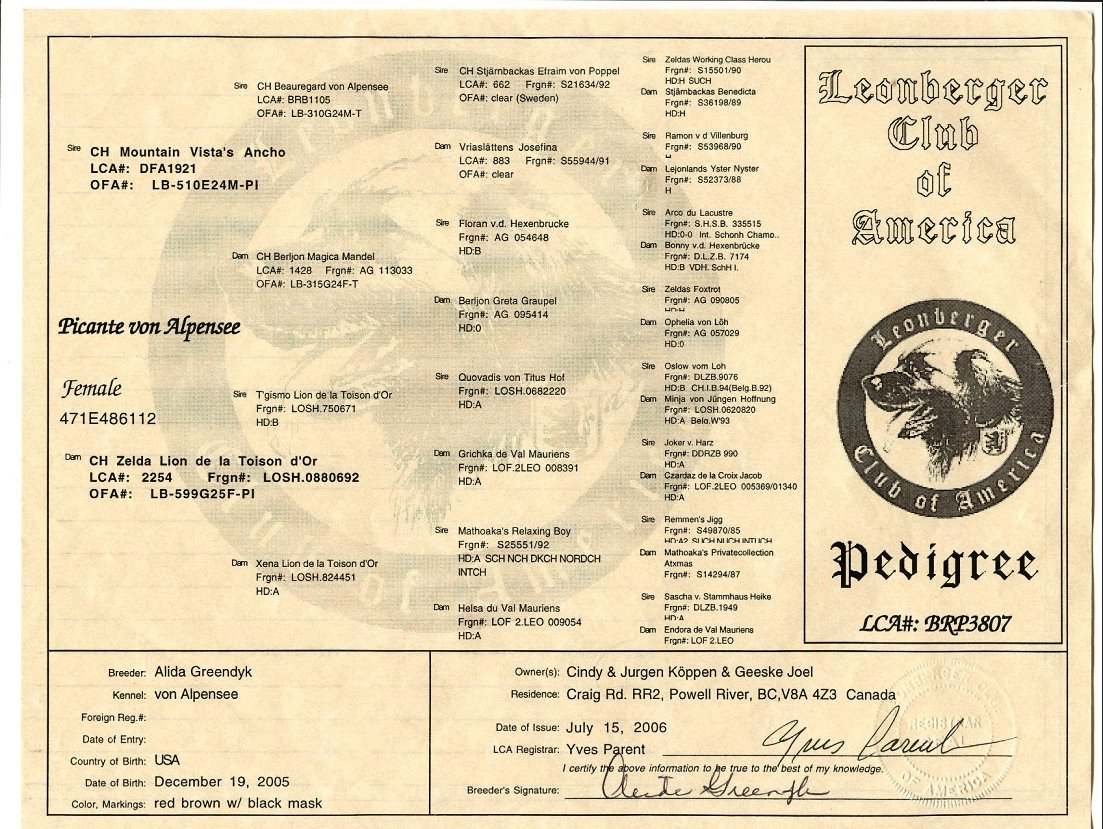 Sire CH Mountain Vista's Ancho
LCA#: DFA1921
OFA#: LB-510E24M-PI
Picante von Alpensee
Female
471E486112
Dam CH Zelda Lion de la Toison d'Or
LCA#: 2254 Frgn#: LOSH.0880692
OFA#: LB-599G25F-PI
Sire CH Beauregard von Alpensee
LCA#: BRB1105
OFA#: LB-310G24M-T
Dam CH Berljon Magica Mandel
LCA#: 1428 Frgn#: AG 113033
OFA#: LB-315G24F-T
Sire T'gismo Lion de la Toison d'Or
Frgn#: LOSH.750671
HD:B
Dam Xena Lion de la Toison d'Or
Frgn#: LOSH.824451
HD:A
Sire CH Stjärnbackas Efraim von Poppel
LCA#: 662 Frgn#: S21634/92
OFA#: clear (Sweden)
Dam Vriaslättens Josefina
LCA#: 883 Frgn#: S55944/91
OFA#: clear
Sire Floran v.d. Hexenbrucke
Frgn#: AG 054648
HD:B
Dam Berljon Greta Graupel
Frgn#: AG 095414
HD:0
Sire Quovadis von Titus Hof
Frgn#: LOSH.0682220
HD:A
Dam Grichka de Val Mauriens
Frgn#: LOF.2LEO 008391
HD:A
Sire Mathoaka's Relaxing Boy
Frgn#: S25551/92
HD:A SCH NCH DKCH NORDCH
INTCH
Dam Helsa du Val Mauriens
Frgn#: LOF 2.LEO 009054
HD:A
Sire Zeldas Working Class Herou
Frgn#: S15501/90
HD:H SUCH
Dam Stjärnbackas Benedicta
Frgn#: S36198/89
HD:H
Sire Ramon v d Villenburg
Frgn#: S53968/90
Dam Lejonlands Yster Nyster
Frgn#: S52373/88
H
Sire Arco du Lacustre
Frgn#: S.H.S.B. 335515
HD:0-0 Int. Schonh Champ..
Dam Bonny v.d. Hexenbrücke
Frgn#: D.L.Z.B. 7174
HD:B VDH. SchH I.
Sire Zeldas Foxtrot
Frgn#: AG 090805
HD:H
Dam Ophelia von Löh
Frgn#: AG 057029
HD:0
Sire Oslow vom Loh
Frgn#: DLZB.9076
HD:B CH.I.B.94(Belg.B.92)
Dam Minja von Jüngen Hoffnung
Frgn#: LOSH.0620820
HD:A Belg.W'93
Sire Joker v. Harz
Frgn#: DDRZB 990
HD:A
Dam Czardaz de la Croix Jacob
Frgn#: LOF.2LEO 005369/01340
HD:A
Sire Remmen's Jigg
Frgn#: S49870/85
HD:A2 SUCH NUCH INTUCH
Dam Mathoaka's Privatecollection
Atxmas
Frgn#: S14294/87
Sire Sascha v. Stammhaus Heike
Frgn#: DLZB.1949
HD:A
Dam Endora de Val Mauriens
Frgn#: LOF 2.LEO
Leonberger
Club
of
America
Leonberger
Club of America
Pedigree
LCA#: BRP3807
Breeder: Alida Greendyk
Kennel: von Alpensee
Foreign Reg.#:
Date of Entry:
Country of Birth: USA
Date of Birth: December 19, 2005
Color, Markings: red brown w/ black mask
Owner(s): Cindy & Jurgen Köppen & Geeske Joel
Residence: Craig Rd. RR2, Powell River, BC,V8A 4Z3 Canada
Date of Issue: July 15, 2006
LCA Registrar: Yves Parent Yves Parent
I certify the above information to be true to the best of my knowledge.
Breeder's Signature:
REGISTRAR
OF AMERICA